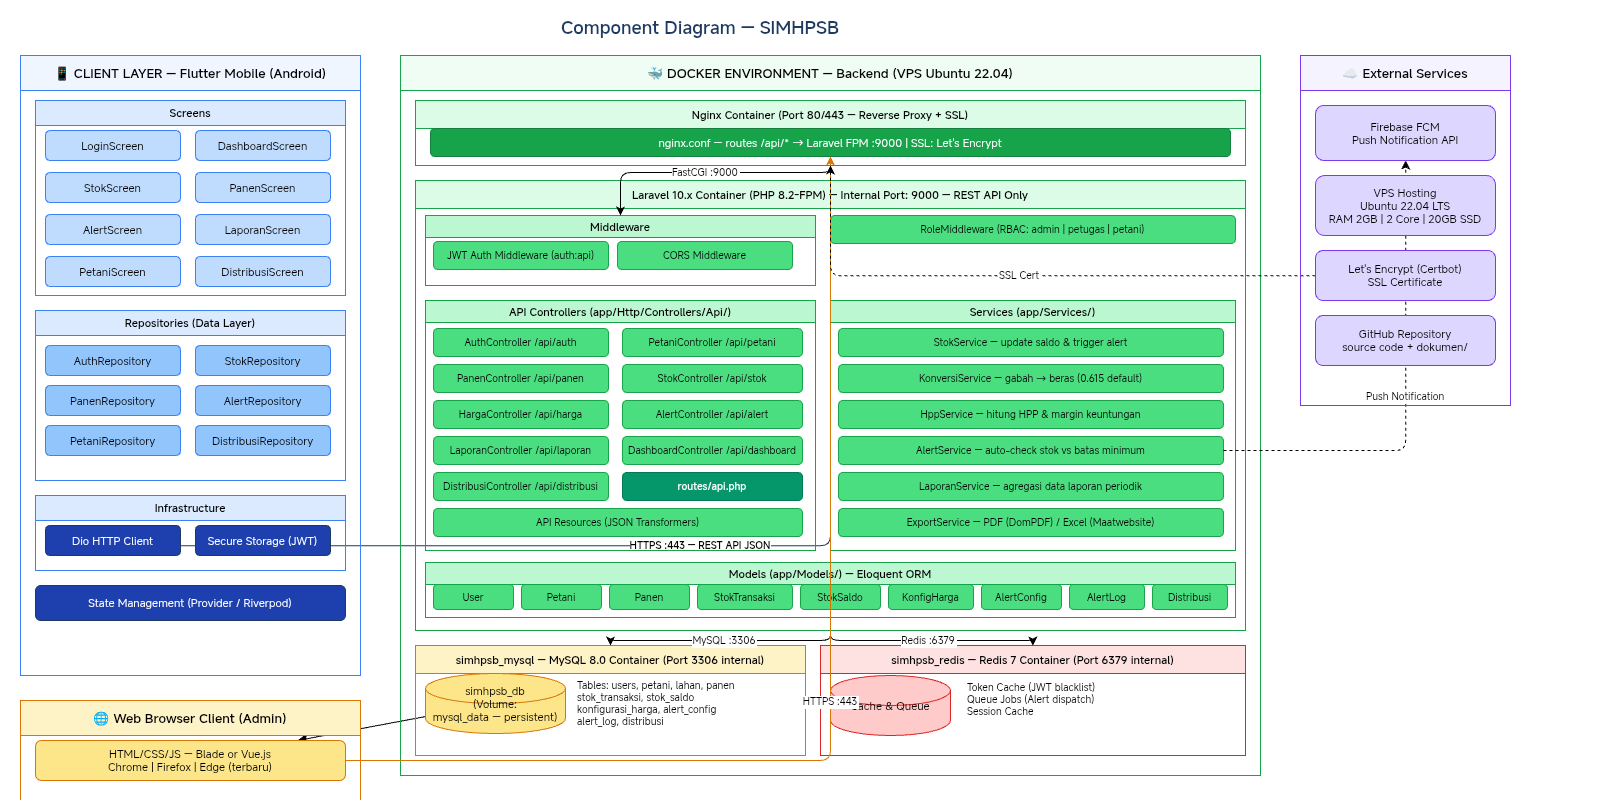 Component Diagram — SIMHPSB
📱 CLIENT LAYER — Flutter Mobile (Android)
Screens
LoginScreen
DashboardScreen
StokScreen
PanenScreen
AlertScreen
LaporanScreen
PetaniScreen
DistribusiScreen
Repositories (Data Layer)
AuthRepository
StokRepository
PanenRepository
AlertRepository
PetaniRepository
DistribusiRepository
Infrastructure
Dio HTTP Client
Secure Storage (JWT)
State Management (Provider / Riverpod)
🌐 Web Browser Client (Admin)
HTML/CSS/JS — Blade or Vue.js
Chrome | Firefox | Edge (terbaru)
🐳 DOCKER ENVIRONMENT — Backend (VPS Ubuntu 22.04)
Nginx Container (Port 80/443 — Reverse Proxy + SSL)
nginx.conf — routes /api/* → Laravel FPM :9000 | SSL: Let's Encrypt
FastCGI :9000
Laravel 10.x Container (PHP 8.2-FPM) — Internal Port: 9000 — REST API Only
Middleware
JWT Auth Middleware (auth:api)
CORS Middleware
RoleMiddleware (RBAC: admin | petugas | petani)
SSL Cert
API Controllers (app/Http/Controllers/Api/)
AuthController /api/auth
PetaniController /api/petani
PanenController /api/panen
StokController /api/stok
HargaController /api/harga
AlertController /api/alert
LaporanController /api/laporan
DashboardController /api/dashboard
DistribusiController /api/distribusi
routes/api.php
API Resources (JSON Transformers)
HTTPS :443 — REST API JSON
Services (app/Services/)
StokService — update saldo & trigger alert
KonversiService — gabah → beras (0.615 default)
HppService — hitung HPP & margin keuntungan
AlertService — auto-check stok vs batas minimum
LaporanService — agregasi data laporan periodik
ExportService — PDF (DomPDF) / Excel (Maatwebsite)
Models (app/Models/) — Eloquent ORM
User
Petani
Panen
StokTransaksi
StokSaldo
KonfigHarga
AlertConfig
AlertLog
Distribusi
MySQL :3306
Redis :6379
simhpsb_mysql — MySQL 8.0 Container (Port 3306 internal)
simhpsb_db
(Volume:
mysql_data — persistent)
Tables: users, petani, lahan, panen
stok_transaksi, stok_saldo
konfigurasi_harga, alert_config
alert_log, distribusi
simhpsb_redis — Redis 7 Container (Port 6379 internal)
HTTPS :443
Cache & Queue
Token Cache (JWT blacklist)
Queue Jobs (Alert dispatch)
Session Cache
☁️ External Services
Firebase FCM
Push Notification API
VPS Hosting
Ubuntu 22.04 LTS
RAM 2GB | 2 Core | 20GB SSD
Let's Encrypt (Certbot)
SSL Certificate
GitHub Repository
source code + dokumen/
Push Notification